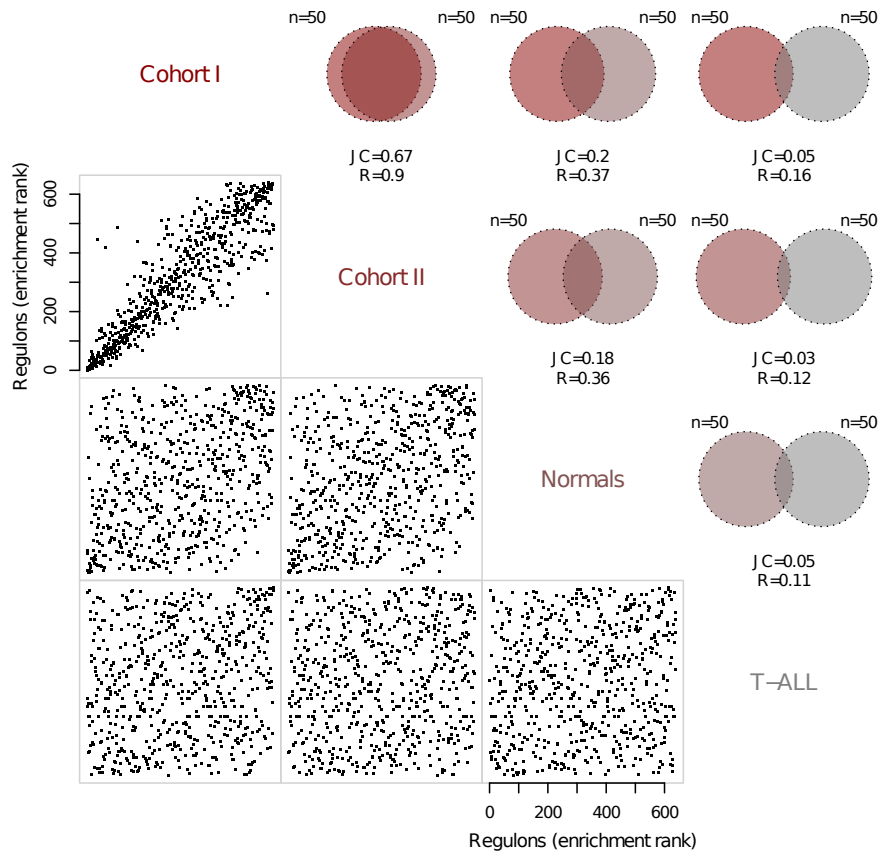 n=50 n=50 n=50 n=50 n=50 n=50
Cohort I
JC=0.67 JC=0.2 JC=0.05
R=0.9 R=0.37 R=0.16
Regulons (enrichment rank)
600
400
200
0
n=50 n=50 n=50 n=50
Cohort II
JC=0.18 JC=0.03
R=0.36 R=0.12
n=50 n=50
Normals
JC=0.05
R=0.11
T−ALL
0 200 400 600
Regulons (enrichment rank)